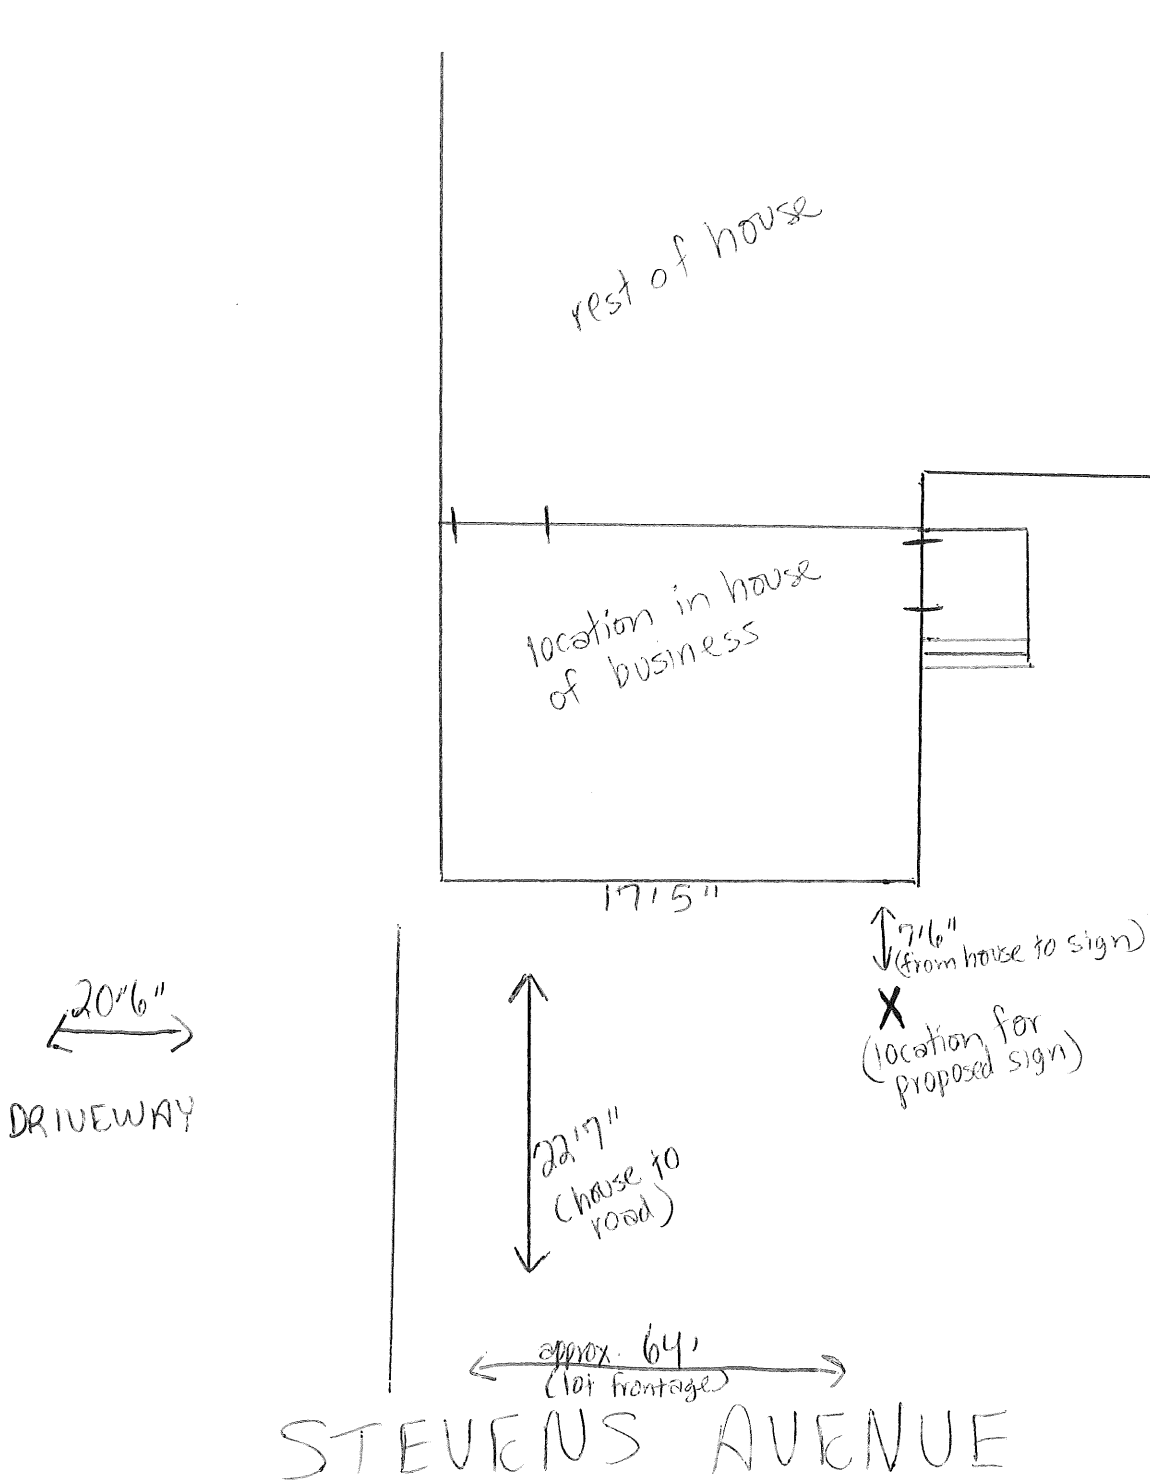 rest of house
location in house
of business
17'5"
7'6"
(from house to sign)
X
(location for
proposed sign)
20"6"
DRIVEWAY
22'7"
(house to
road)
approx. 64'
(lot frontage)
STEVENS AVENUE